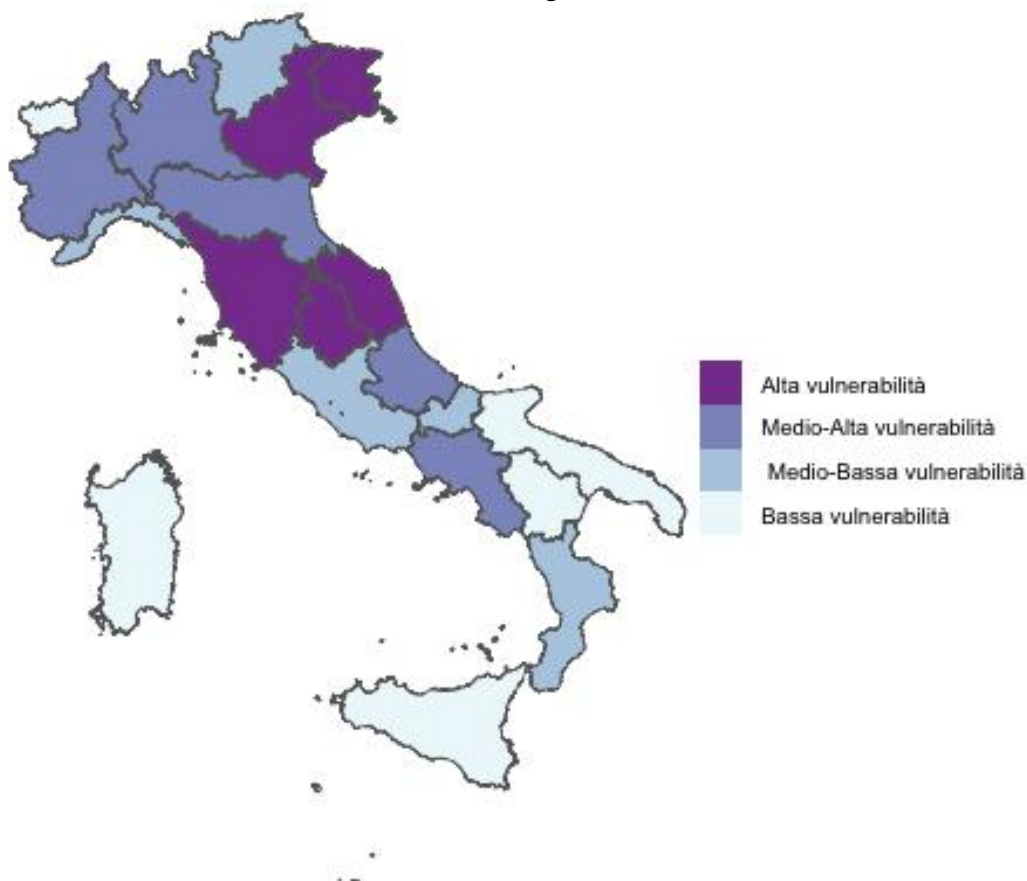 Alta vulnerabilità
Medio-Alta vulnerabilità
Medio-Bassa vulnerabilità
Bassa vulnerabilità